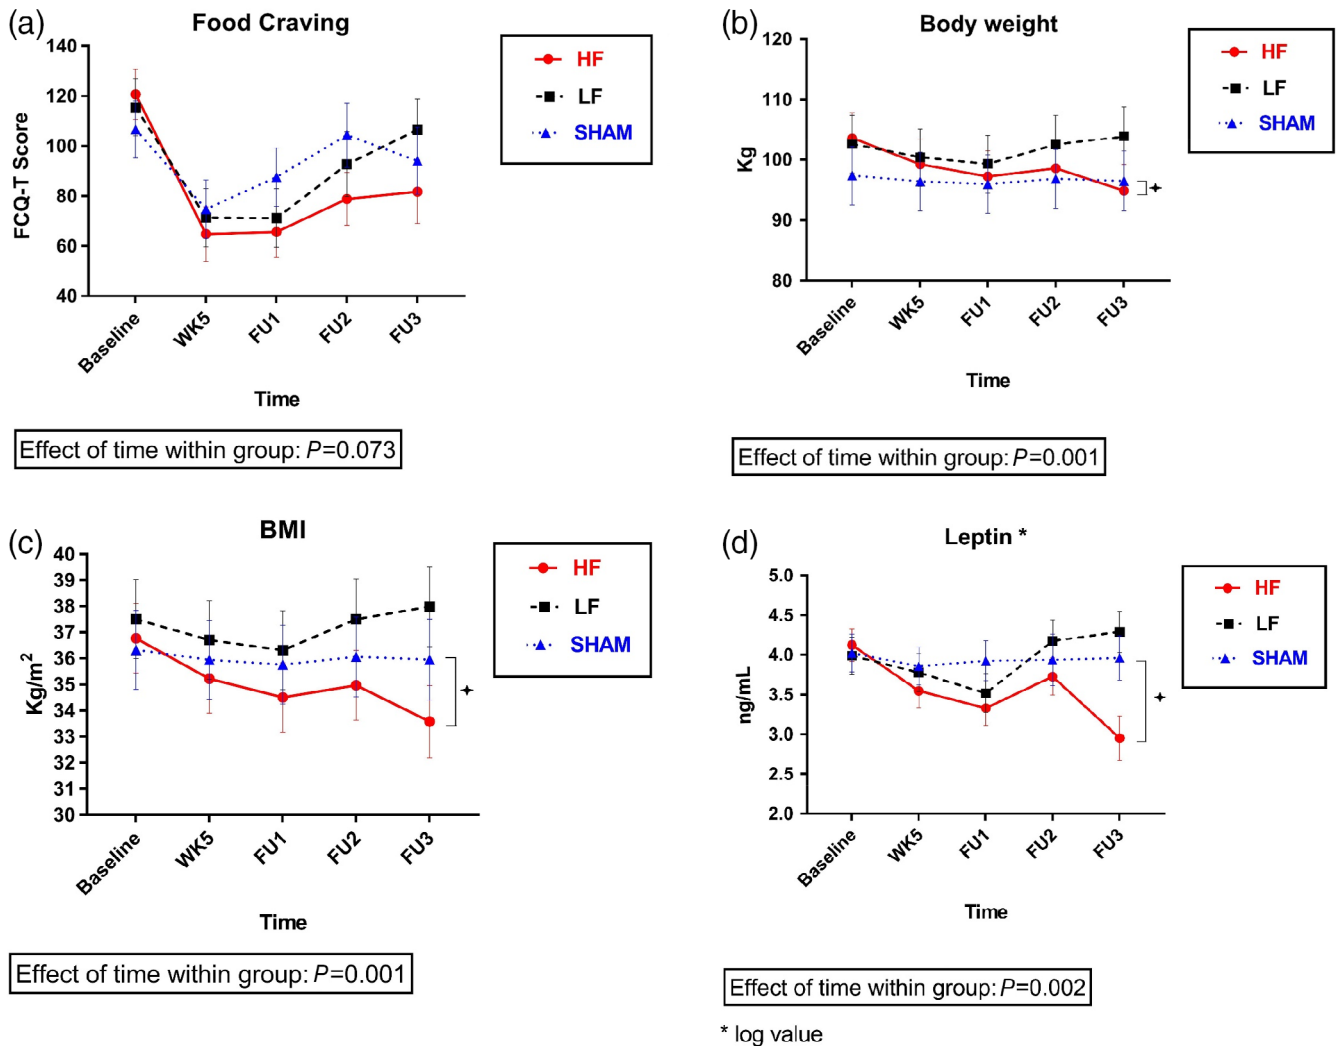 (a)
Food Craving
140
120
100
80
60
40
FCQ-T Score
HF
LF
SHAM
Baseline
WK5
FU1
FU2
FU3
Time
Effect of time within group: P=0.073
(b)
Body weight
120
110
100
90
80
Kg
HF
LF
SHAM
Baseline
WK5
FU1
FU2
FU3
Time
Effect of time within group: P=0.001
(c)
BMI
40
39
38
37
36
35
34
33
32
31
30
Kg/m²
HF
LF
SHAM
Baseline
WK5
FU1
FU2
FU3
Time
Effect of time within group: P=0.001
(d)
Leptin *
5.0
4.5
4.0
3.5
3.0
2.5
2.0
ng/mL
HF
LF
SHAM
Baseline
WK5
FU1
FU2
FU3
Time
Effect of time within group: P=0.002
* log value